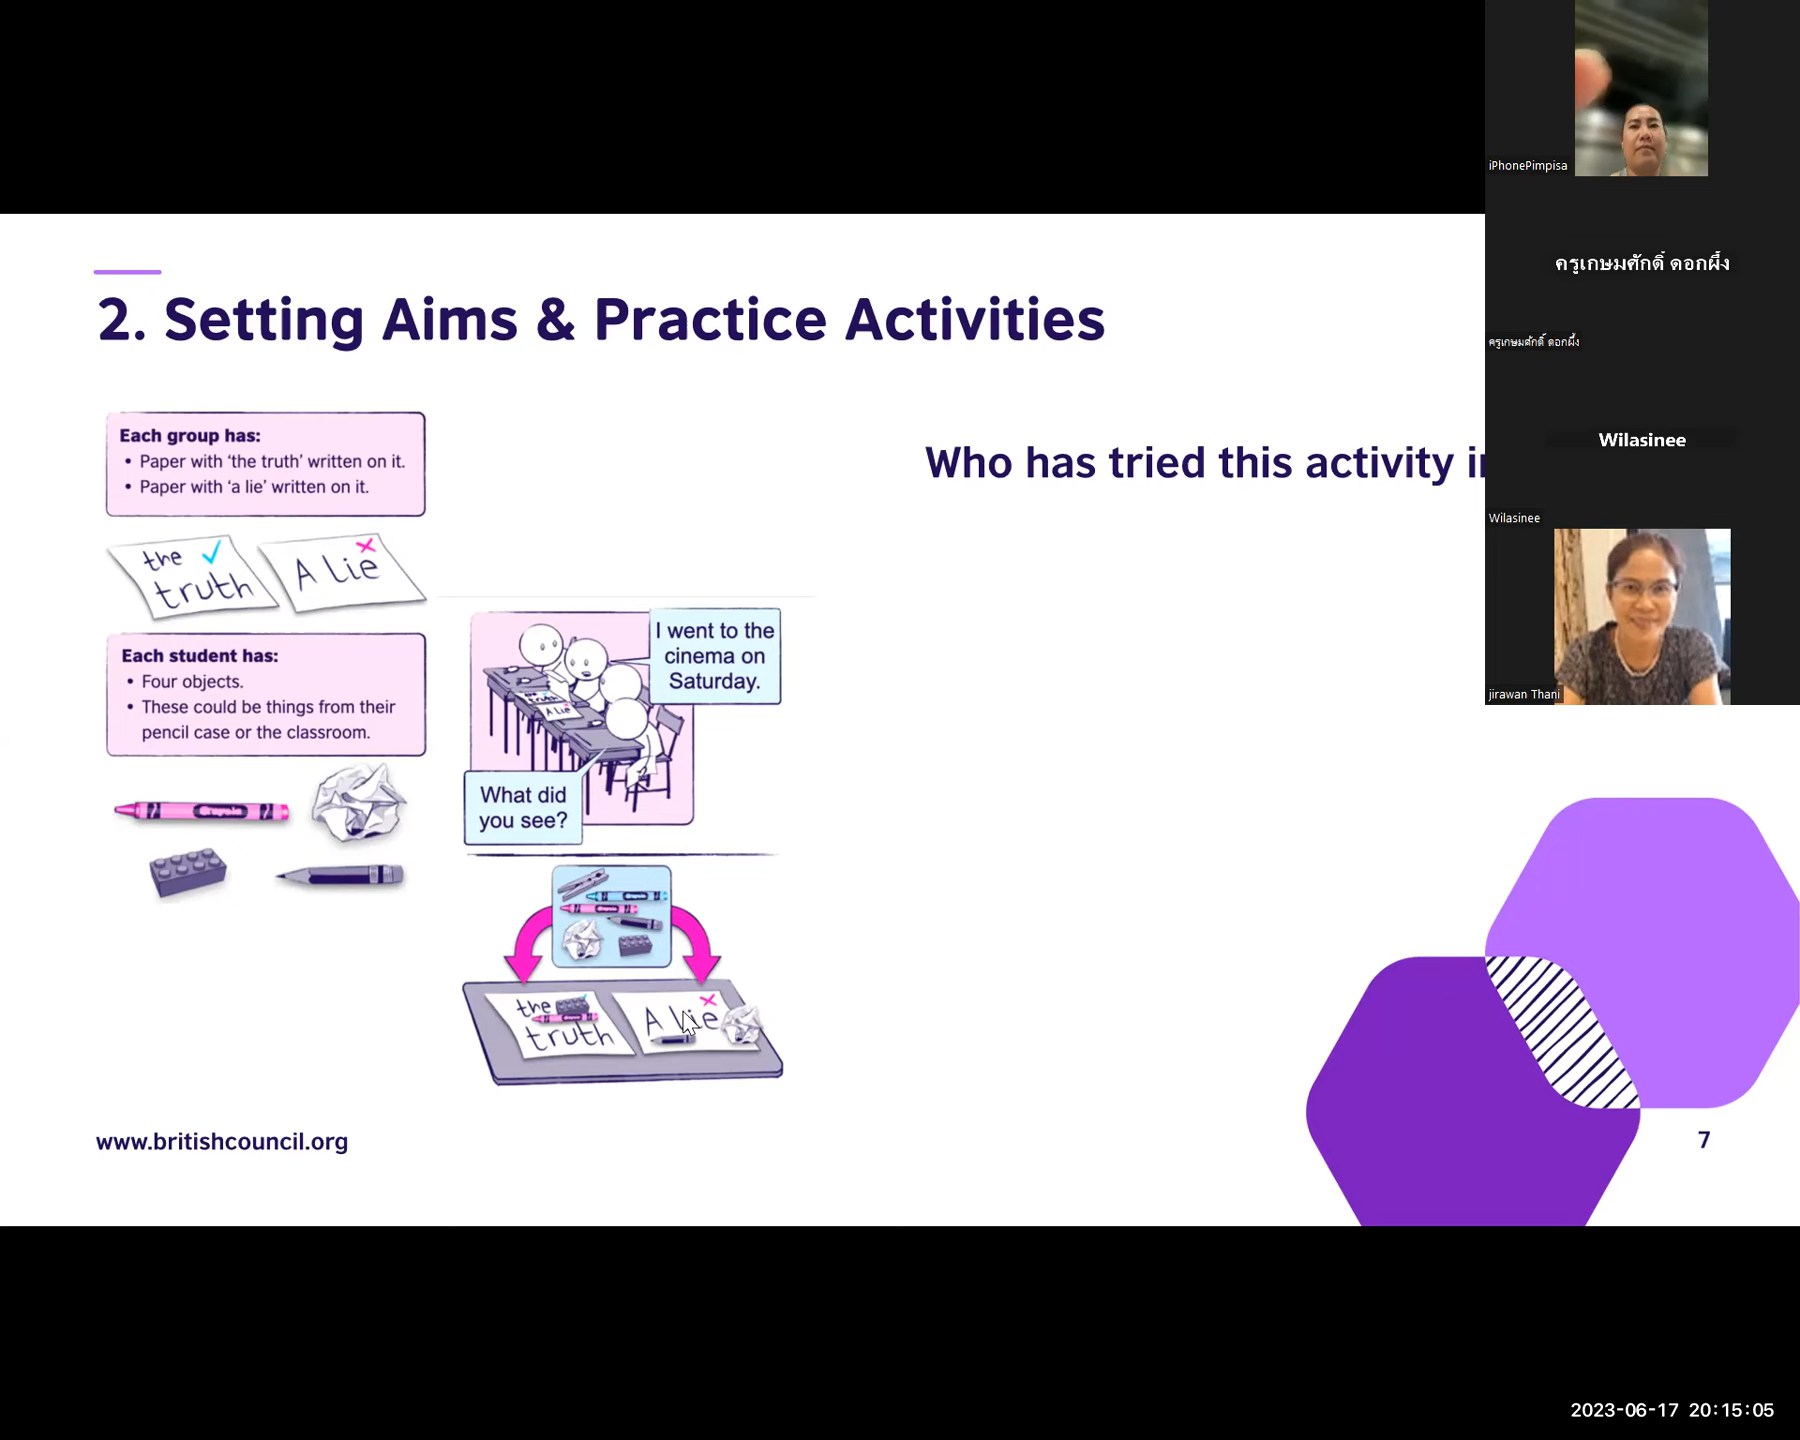 2. Setting Aims & Practice Activities
Each group has:
• Paper with ‘the truth’ written on it.
• Paper with ‘a lie’ written on it.
the
truth
A Lie
Each student has:
• Four objects.
• These could be things from their
pencil case or the classroom.
I went to the
cinema on
Saturday.
What did
you see?
the
truth
A Lie
Who has tried this activity
www.britishcouncil.org
7
iPhonePimpisa
ครูเกษมศักดิ์ ดอกผึ้ง
ครูเกษมศักดิ์ ดอกผึ้ง
Wilasinee
Wilasinee
jirawan Thani
2023-06-17 20:15:05